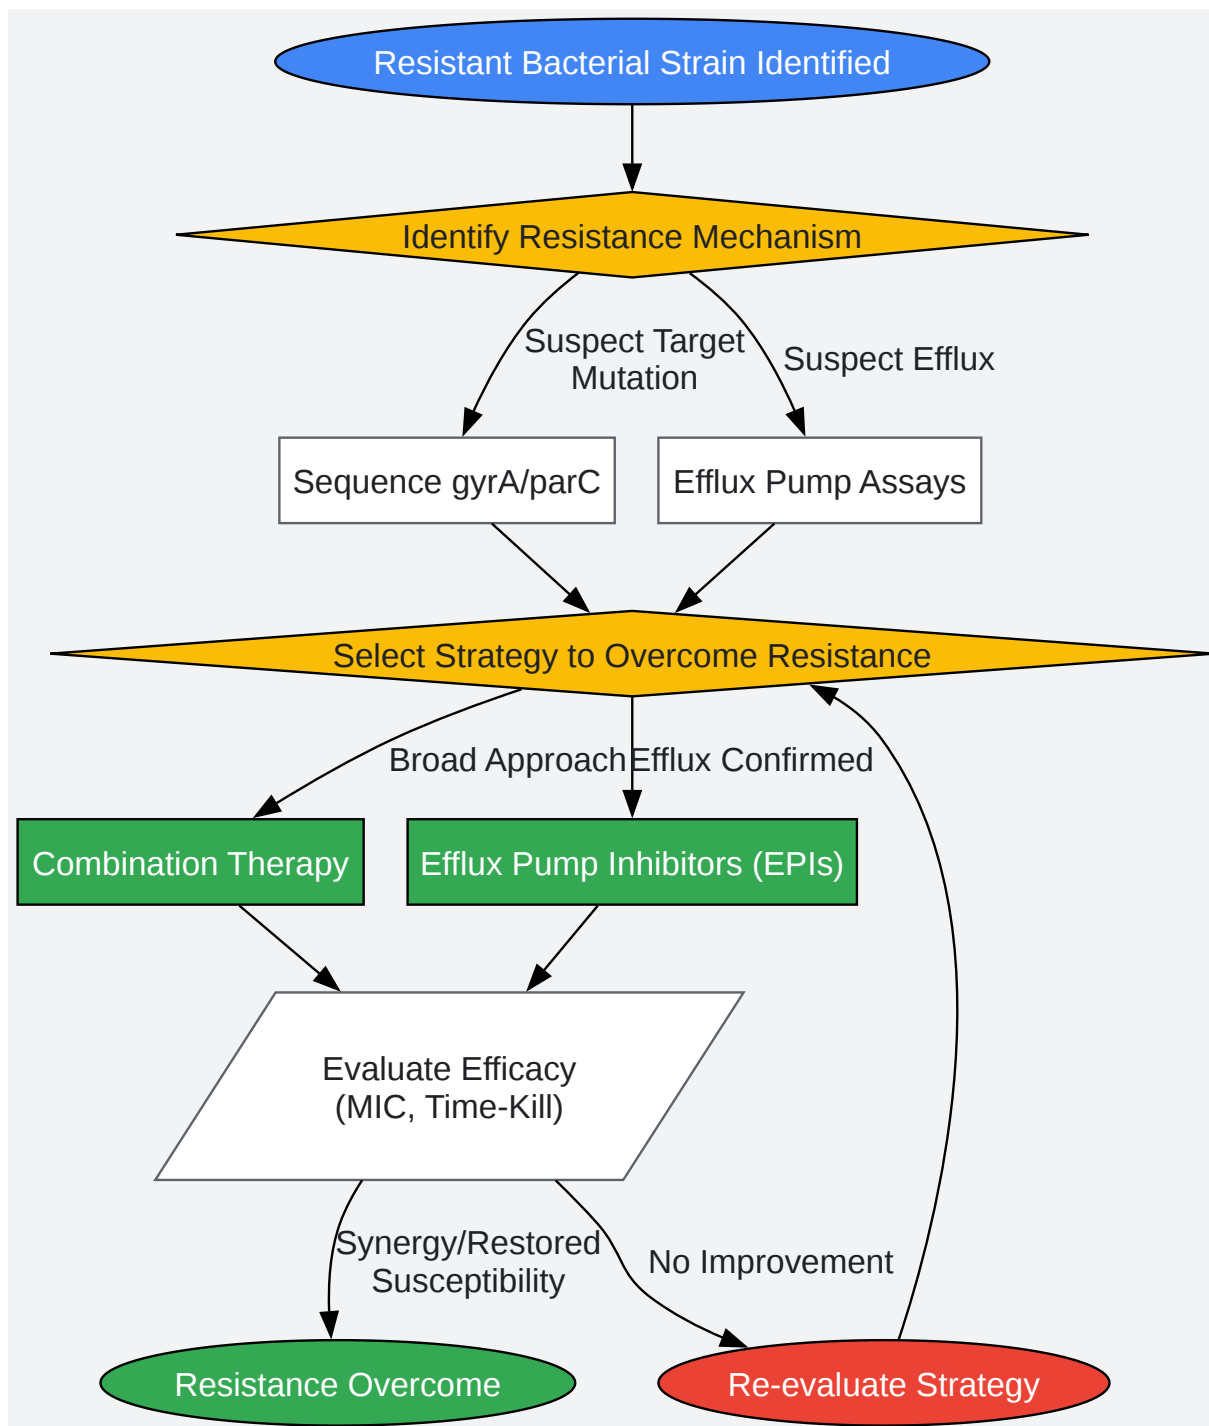 Resistant Bacterial Strain Identified
Identify Resistance Mechanism
Suspect Target
Mutation
Suspect Efflux
Sequence gyrA/parC
Efflux Pump Assays
Select Strategy to Overcome Resistance
Broad Approach
Efflux Confirmed
Combination Therapy
Efflux Pump Inhibitors (EPIs)
Evaluate Efficacy
(MIC, Time-Kill)
Synergy/Restored
Susceptibility
No Improvement
Resistance Overcome
Re-evaluate Strategy